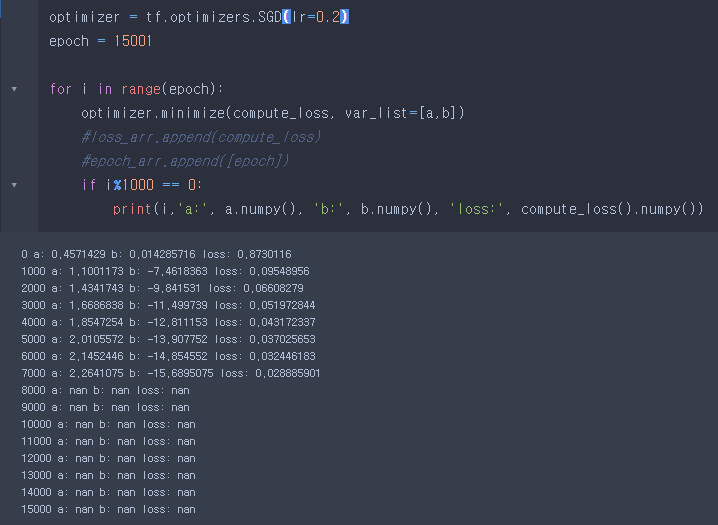 optimizer = tf.optimizers.SGD(lr=0.2)
epoch = 15001
for i in range(epoch):
optimizer.minimize(compute_loss, var_list=[a,b])
#loss_arr.append(compute_loss)
#epoch_arr.append([epoch])
if i%1000 == 0:
print(i,'a:', a.numpy(), 'b:', b.numpy(), 'loss:', compute_loss().numpy())
0 a: 0.4571429 b: 0.014285716 loss: 0.8730116
1000 a: 1.1001173 b: -7.4618363 loss: 0.09548956
2000 a: 1.4341743 b: -9.841531 loss: 0.06608279
3000 a: 1.6686838 b: -11.499739 loss: 0.051972844
4000 a: 1.8547254 b: -12.811153 loss: 0.043172337
5000 a: 2.0105572 b: -13.907752 loss: 0.037025653
6000 a: 2.1452446 b: -14.854552 loss: 0.032446183
7000 a: 2.2641075 b: -15.6895075 loss: 0.028885901
8000 a: nan b: nan loss: nan
9000 a: nan b: nan loss: nan
10000 a: nan b: nan loss: nan
11000 a: nan b: nan loss: nan
12000 a: nan b: nan loss: nan
13000 a: nan b: nan loss: nan
14000 a: nan b: nan loss: nan
15000 a: nan b: nan loss: nan